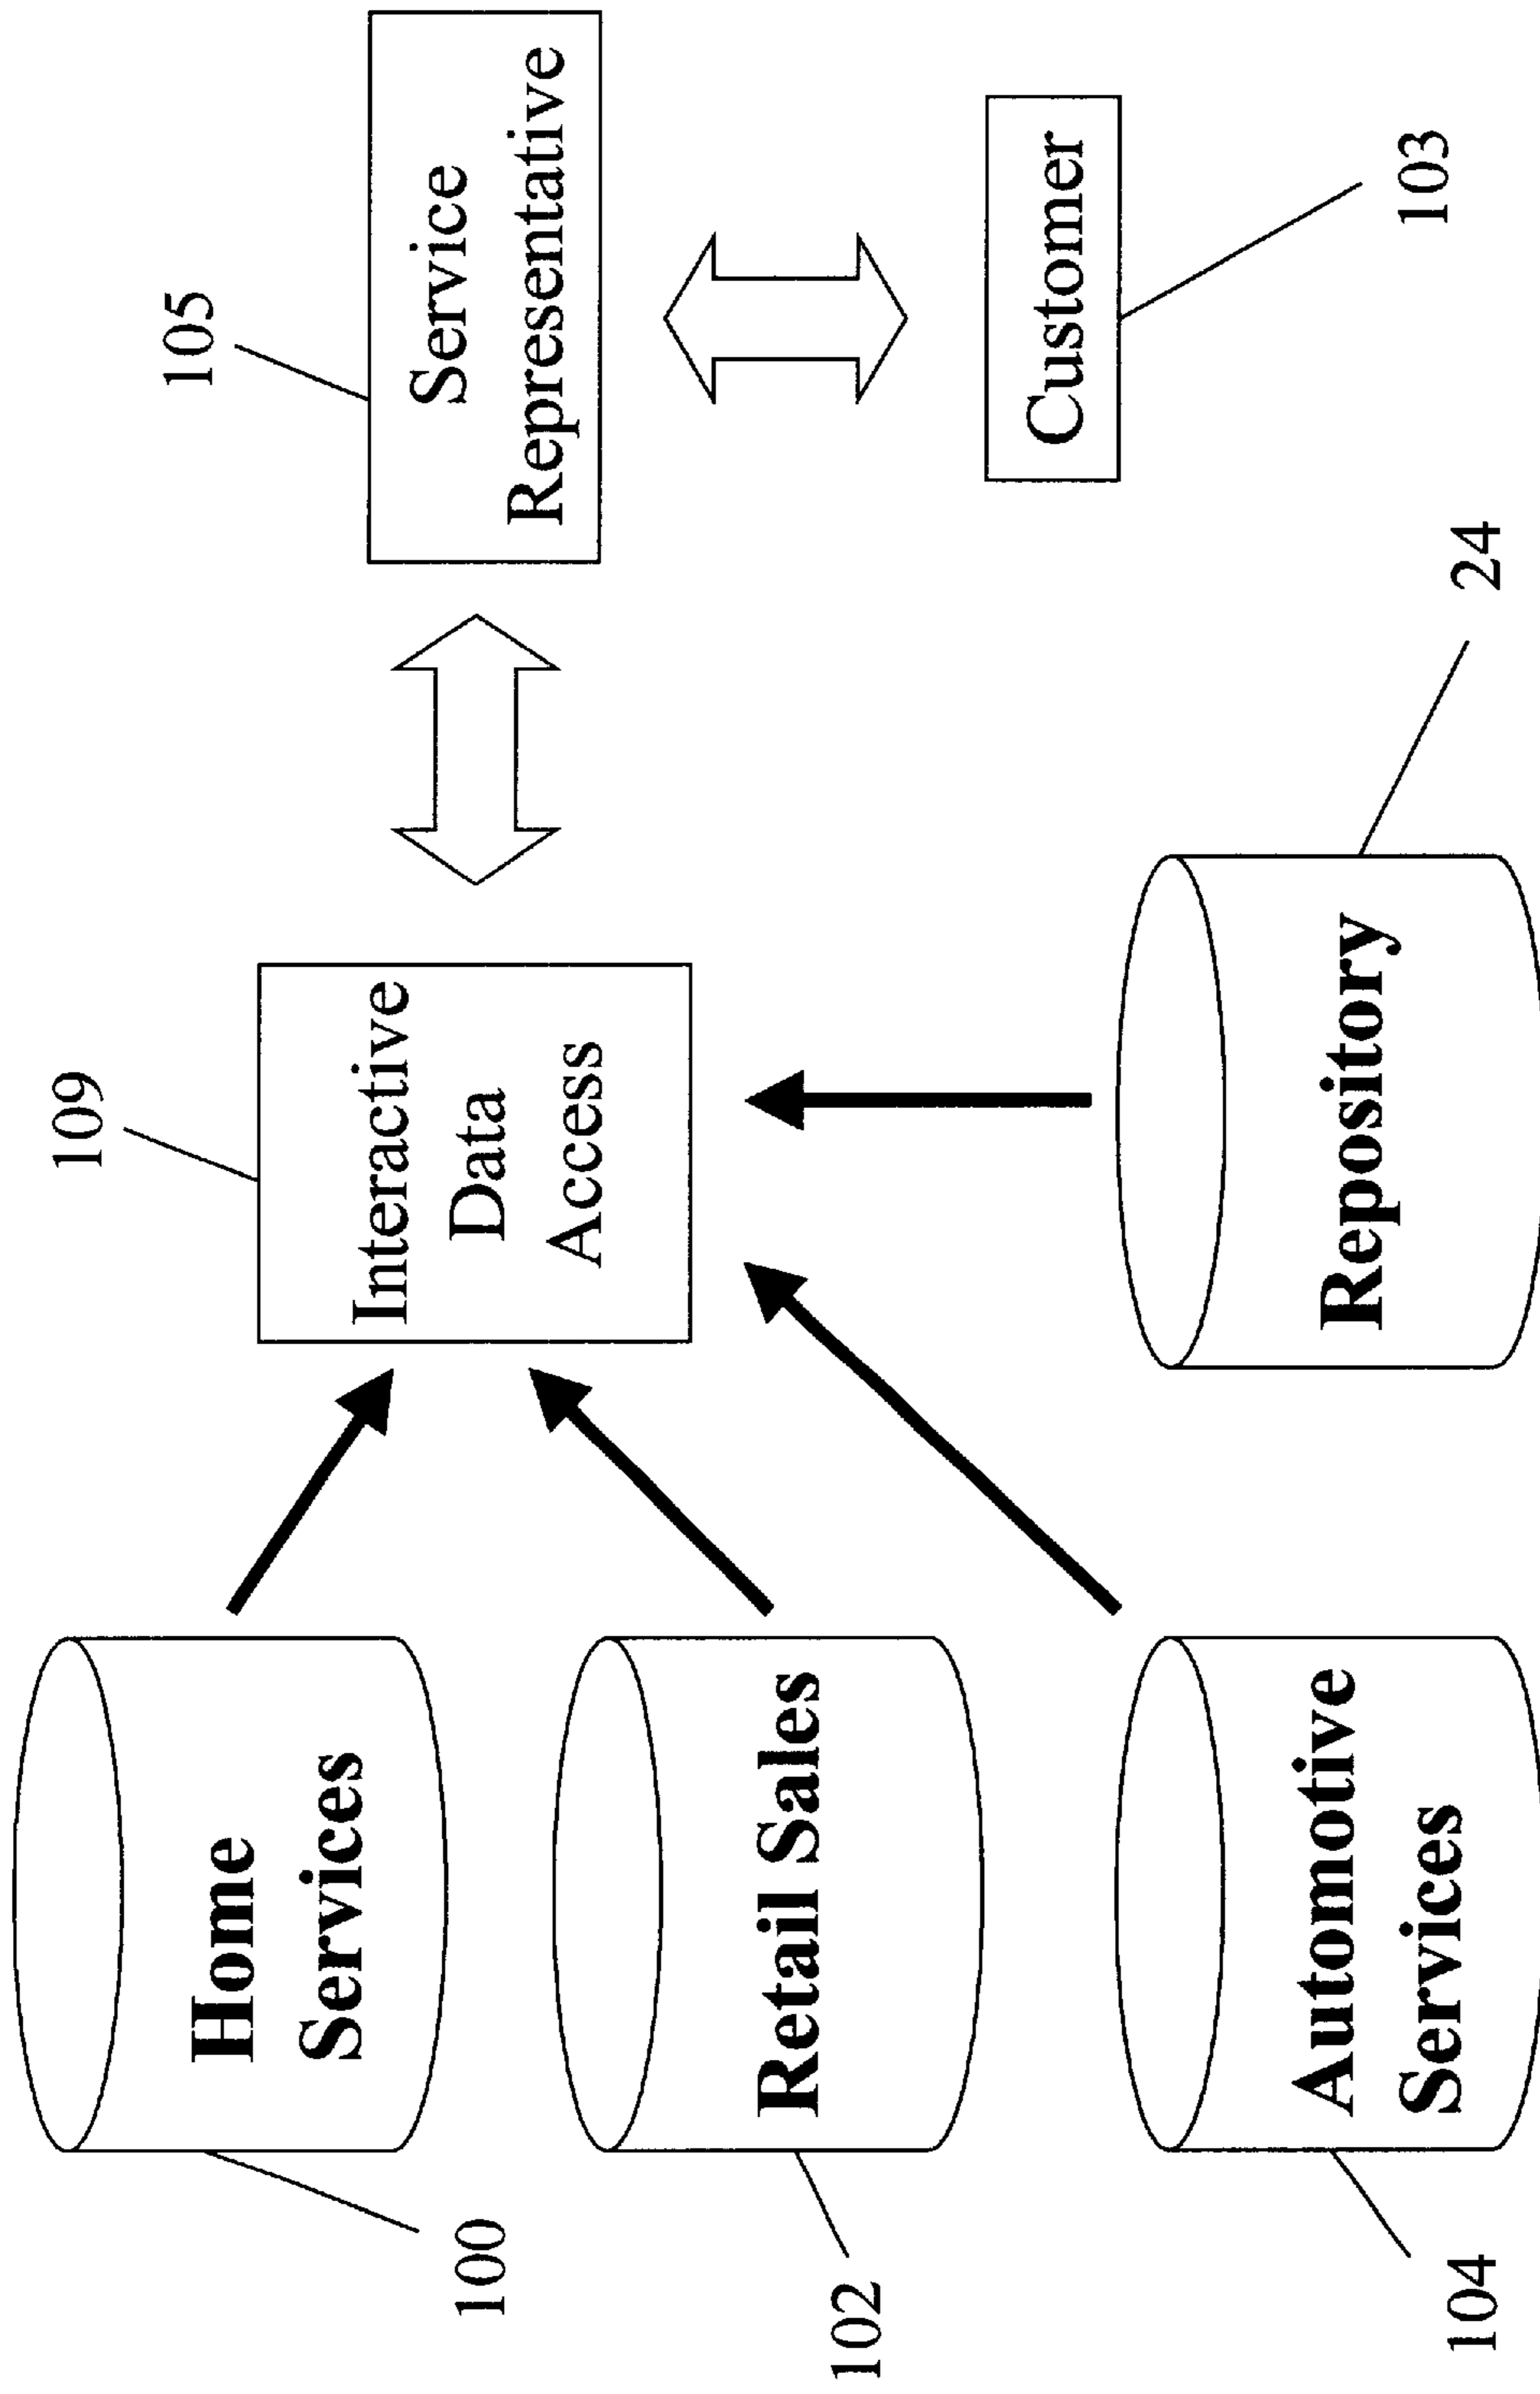 Home
Services
100
Retail Sales
102
Automotive
Services
104
109
Interactive
Data
Access
Repository
24
105
Service
Representative
Customer
103